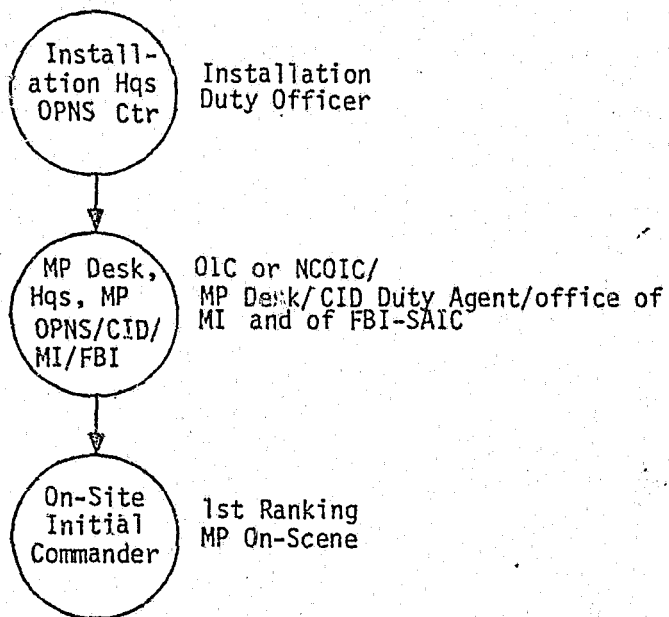 Install-
ation Hqs
OPNS Ctr
Installation
Duty Officer
MP Desk,
Hqs, MP
OPNS/CID/
MI/FBI
OIC or NCOIC/
MP Desk/CID Duty Agent/office of
MI and of FBI-SAIC
On-Site
Initial
Commander
1st Ranking
MP On-Scene